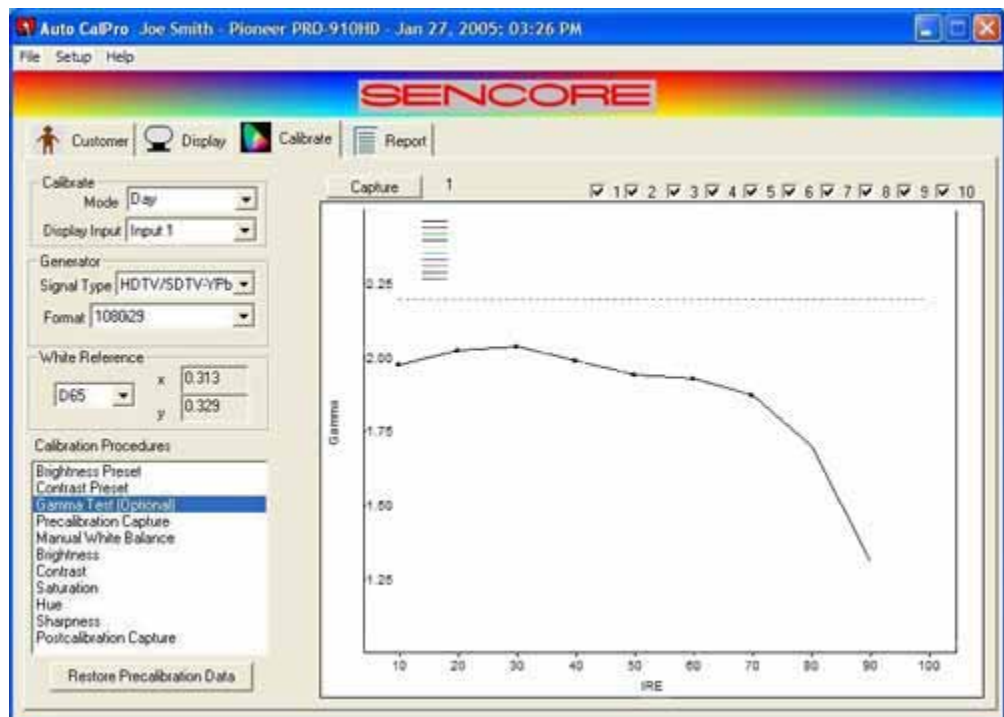 Auto CalPro Joe Smith - Pioneer PRO-910HD - Jan 27, 2005; 03:26 PM
File Setup Help
SENCORE
Customer Display Calibrate Report
Calibrate
Mode Day
Display Input Input 1
Generator
Signal Type HDTV/SDTV-YPb
Format 1080i29
White Reference
D65
x 0.313
y 0.329
Calibration Procedures
Brightness Preset
Contrast Preset
Gamma Test (Optional)
Precalibration Capture
Manual White Balance
Brightness
Contrast
Saturation
Hue
Sharpness
Postcalibration Capture
Restore Precalibration Data
Capture 1
1 2 3 4 5 6 7 8 9 10
Gamma
2.25
2.00
1.75
1.50
1.25
10 20 30 40 50 60 70 80 90 100
IRE